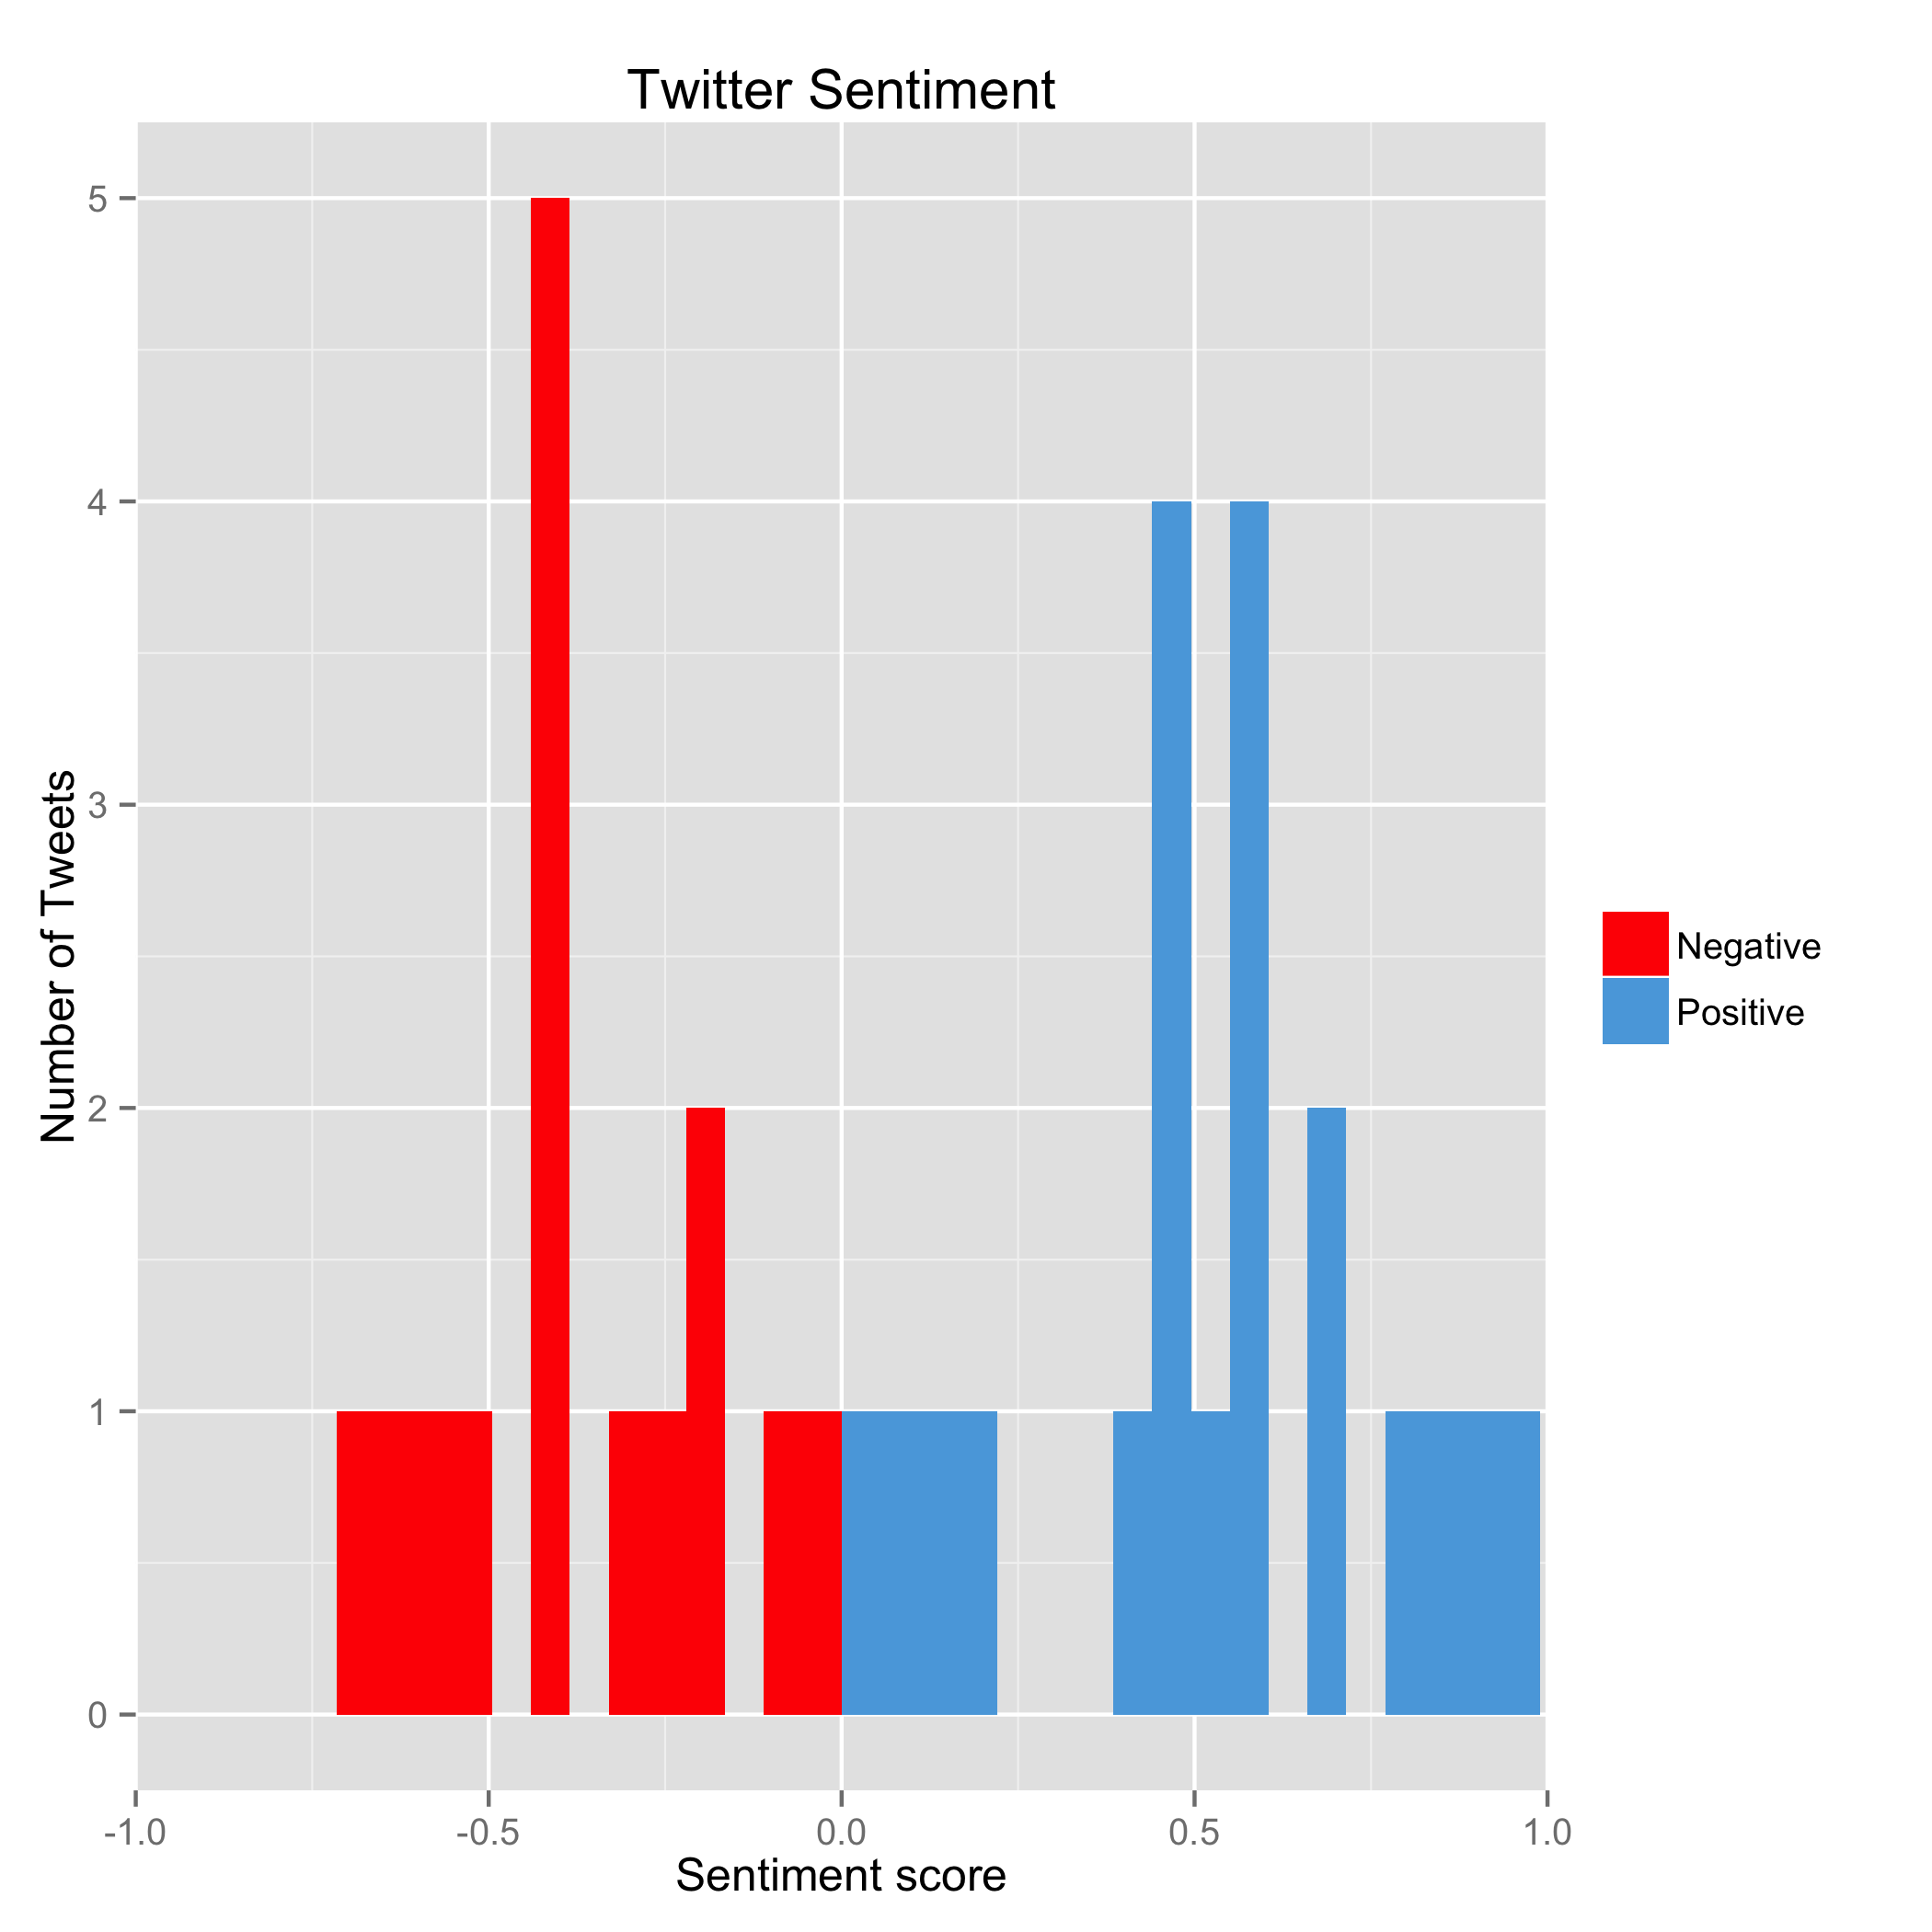 Twitter Sentiment
Number of Tweets
5
4
3
2
1
0
-1.0
-0.5
0.0
0.5
1.0
Sentiment score
Negative
Positive